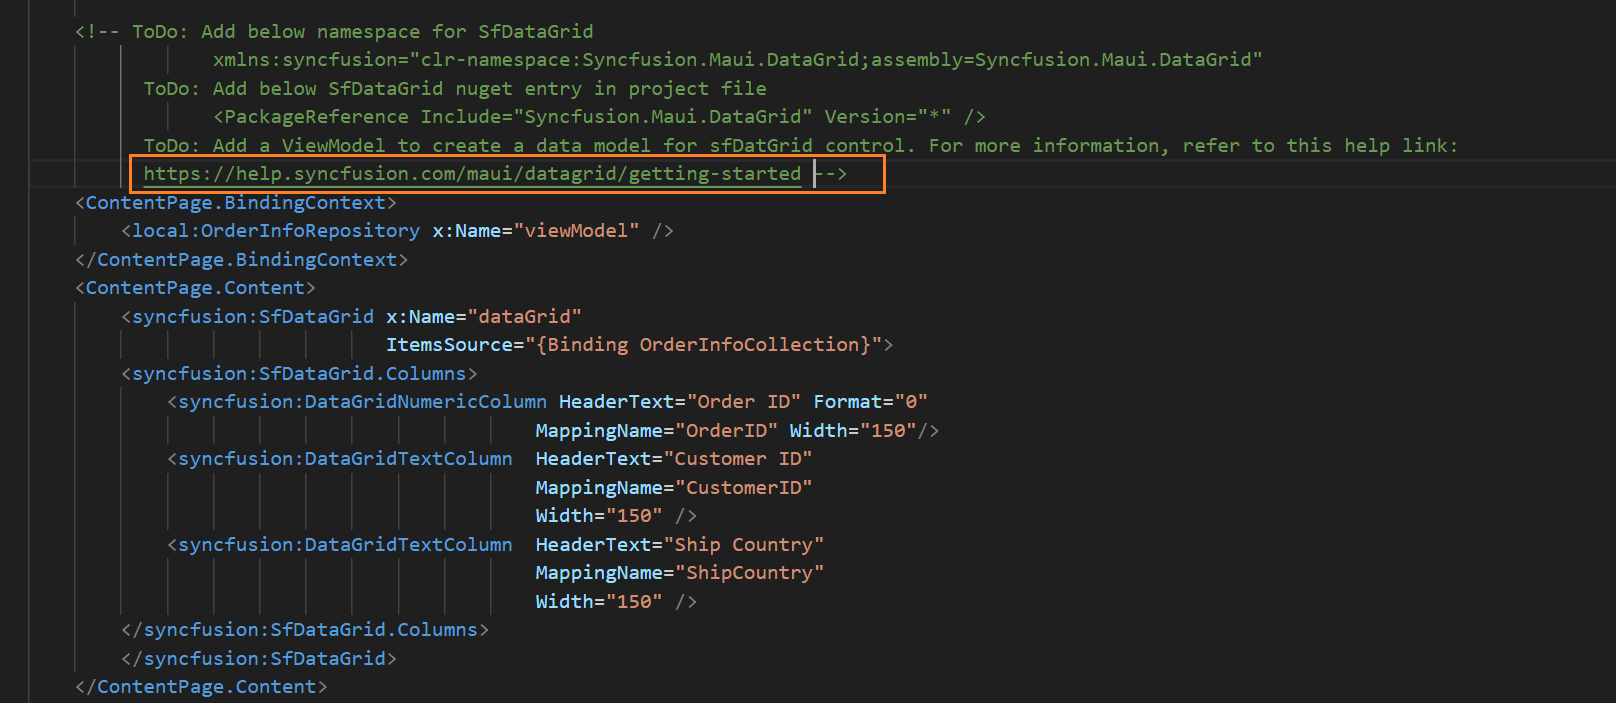 <!-- ToDo: Add below namespace for SfDataGrid
xmlns:syncfusion="clr-namespace:Syncfusion.Maui.DataGrid;assembly=Syncfusion.Maui.DataGrid"
ToDo: Add below SfDataGrid nuget entry in project file
<PackageReference Include="Syncfusion.Maui.DataGrid" Version="*" />
ToDo: Add a ViewModel to create a data model for sfDatGrid control. For more information, refer to this help link:
https://help.syncfusion.com/maui/datagrid/getting-started -->
<ContentPage.BindingContext>
<local:OrderInfoRepository x:Name="viewModel" />
</ContentPage.BindingContext>
<ContentPage.Content>
<syncfusion:SfDataGrid x:Name="dataGrid"
ItemsSource="{Binding OrderInfoCollection}">
<syncfusion:SfDataGrid.Columns>
<syncfusion:DataGridNumericColumn HeaderText="Order ID" Format="0"
MappingName="OrderID" Width="150"/>
<syncfusion:DataGridTextColumn HeaderText="Customer ID"
MappingName="CustomerID"
Width="150" />
<syncfusion:DataGridTextColumn HeaderText="Ship Country"
MappingName="ShipCountry"
Width="150" />
</syncfusion:SfDataGrid.Columns>
</syncfusion:SfDataGrid>
</ContentPage.Content>